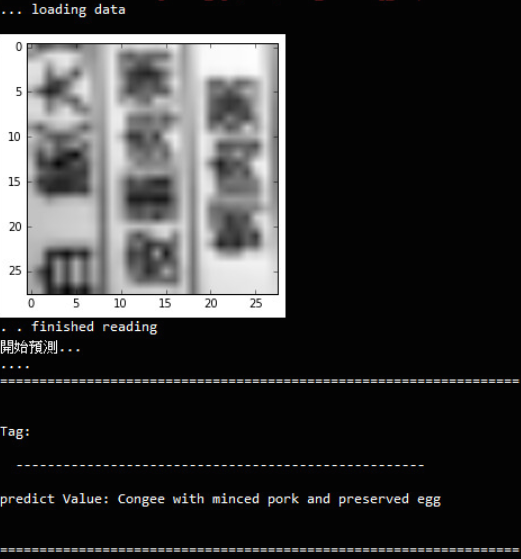 ... loading data
0
5
10
15
20
25
0 5 10 15 20 25
. . finished reading
開始預測...
....
=================================================================
Tag:
----------------------------------------------------
predict Value: Congee with minced pork and preserved egg
=================================================================